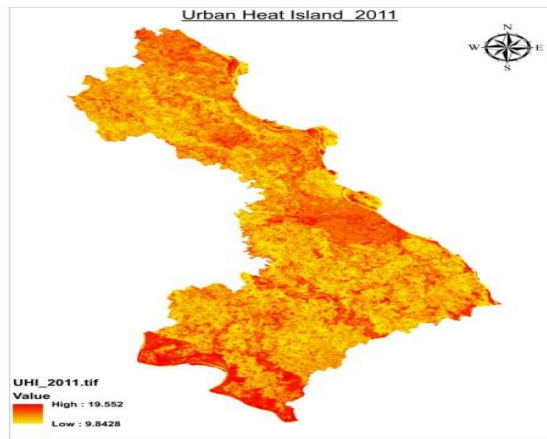 Urban Heat Island_2011
N
W E
S
UHI_2011.tif
Value
High : 19.552
Low : 9.8428